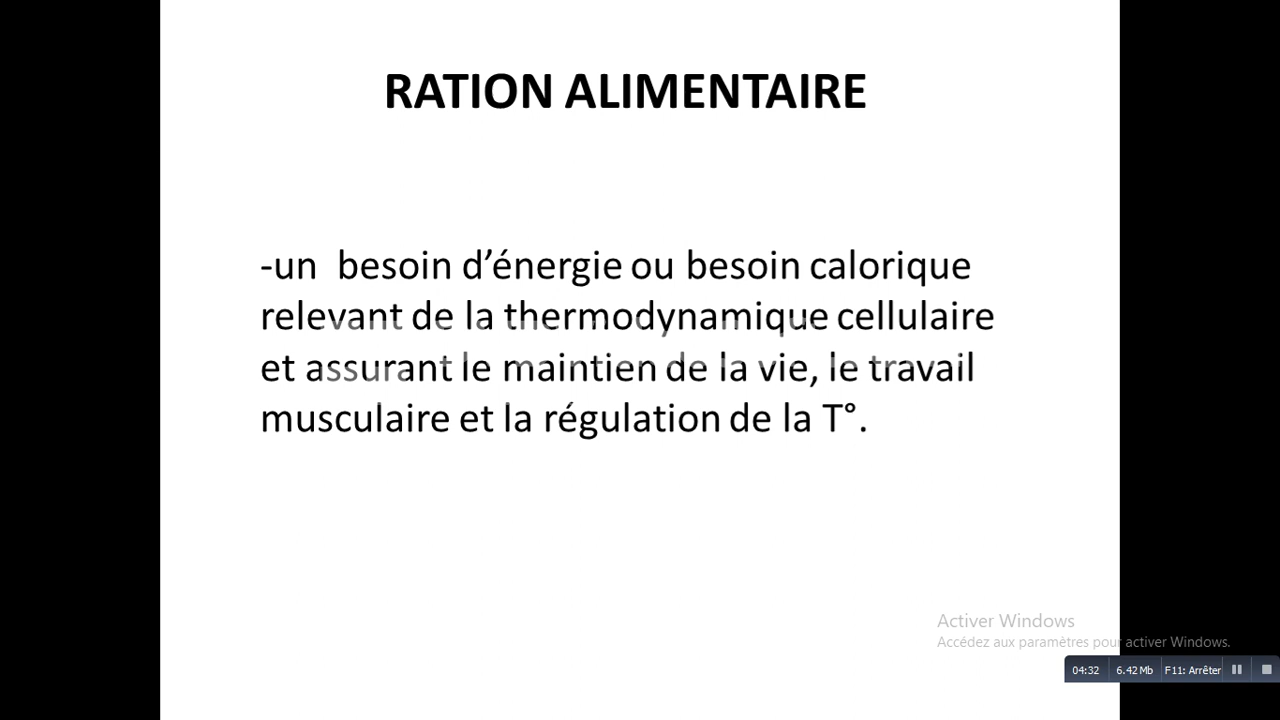 RATION ALIMENTAIRE
-un besoin d’énergie ou besoin calorique
relevant de la thermodynamique cellulaire
et assurant le maintien de la vie, le travail
musculaire et la régulation de la T°.
Activer Windows
Accédez aux paramètres pour activer Windows.
04:32 6.42 Mb F11: Arrêter